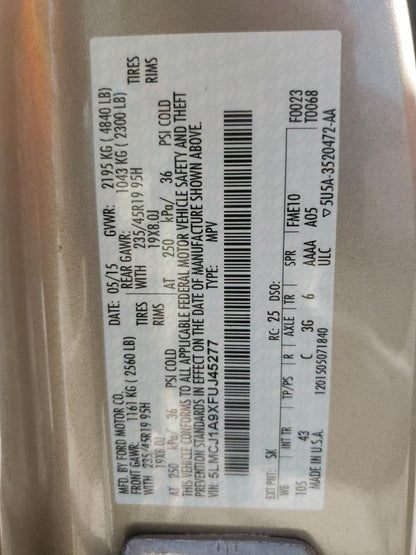 MFD. BY FORD MOTOR CO.
DATE: 05/15 GVWR: 2195 KG ( 4840 LB)
FRONT GAWR: 1161 KG ( 2560 LB) REAR GAWR: 1043 KG ( 2300 LB)
WITH 235/45R19 95H TIRES WITH 235/45R19 95H TIRES
19X8.0J RIMS 19X8.0J RIMS
AT 250 kPa/ 36 PSI COLD AT 250 kPa/ 36 PSI COLD
THIS VEHICLE CONFORMS TO ALL APPLICABLE FEDERAL MOTOR VEHICLE SAFETY AND THEFT
PREVENTION STANDARDS IN EFFECT ON THE DATE OF MANUFACTURE SHOWN ABOVE.
VIN: 5LMCJ1A9XFUJ45277 TYPE: MPV
EXT PNT: SK RC: 25 DSO: F0023
WB INT TR TP/PS R AXLE TR SPR FME10 T0068
105 43 C 3G 6 AAAA A05
MADE IN U.S.A. 1201505071840 ULC
5U5A-3520472-AA